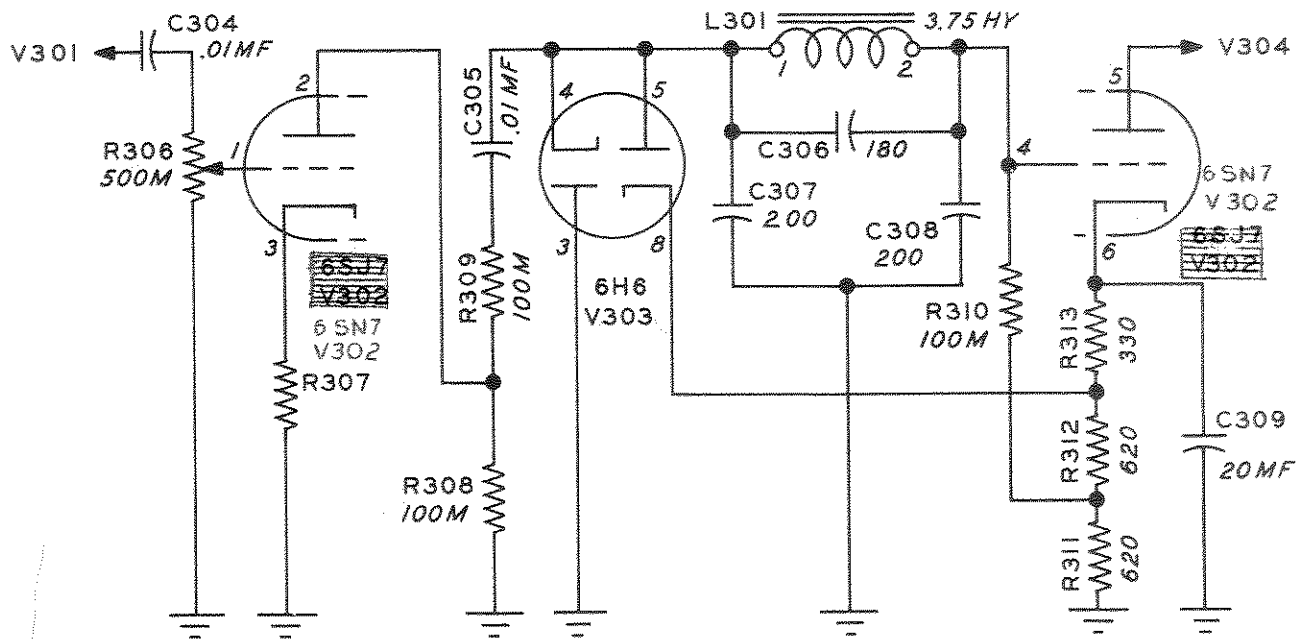 C304
.01MF
V301
2
R306
500M
1
3
6SJ7
V302
6SN7
V302
R307
C305
.01MF
R309
100M
R308
100M
4
5
3
8
6H6
V303
L301
3.75 HY
1
2
C306
180
C307
200
C308
200
R310
100M
V304
5
4
6SN7
V302
6SJ7
V302
6
R313
330
R312
620
R311
620
C309
20MF